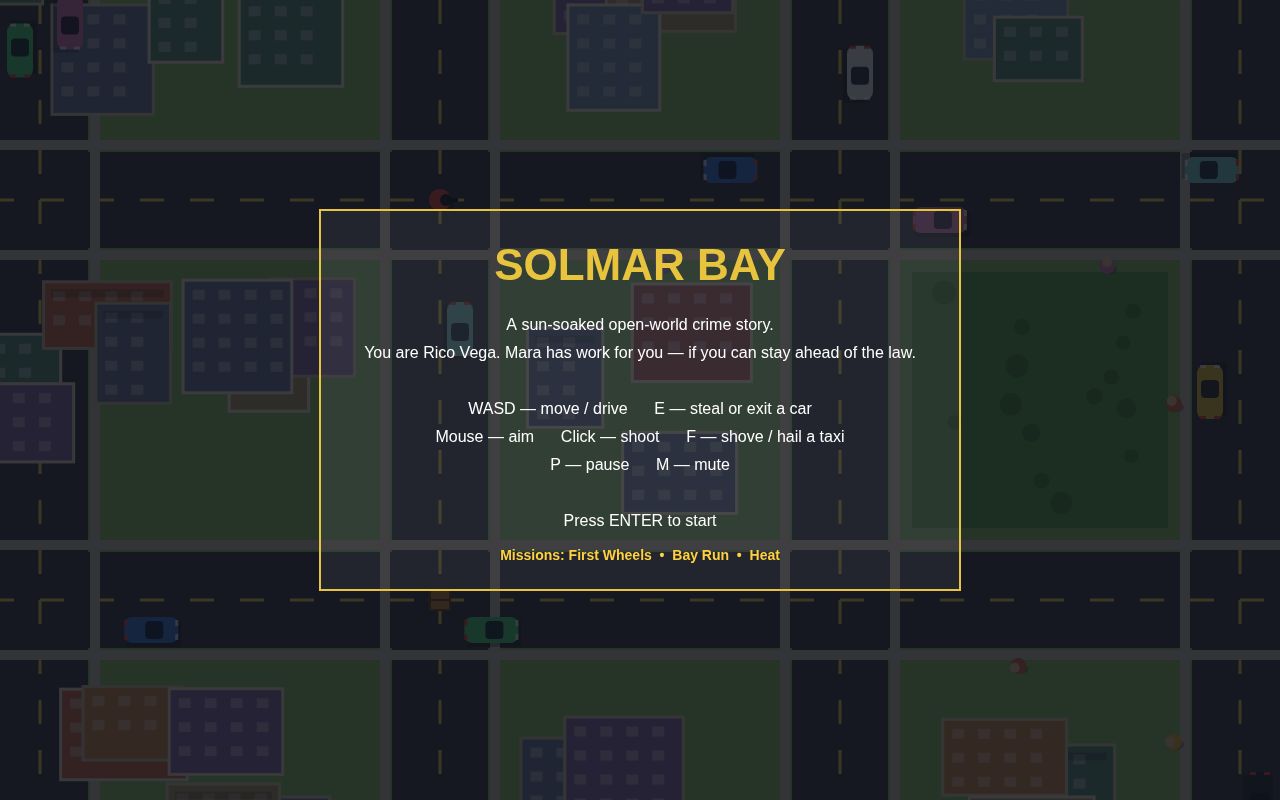 SOLMAR BAY
A sun-soaked open-world crime story.
You are Rico Vega. Mara has work for you — if you can stay ahead of the law.
WASD — move / drive E — steal or exit a car
Mouse — aim Click — shoot F — shove / hail a taxi
P — pause M — mute
Press ENTER to start
Missions: First Wheels • Bay Run • Heat